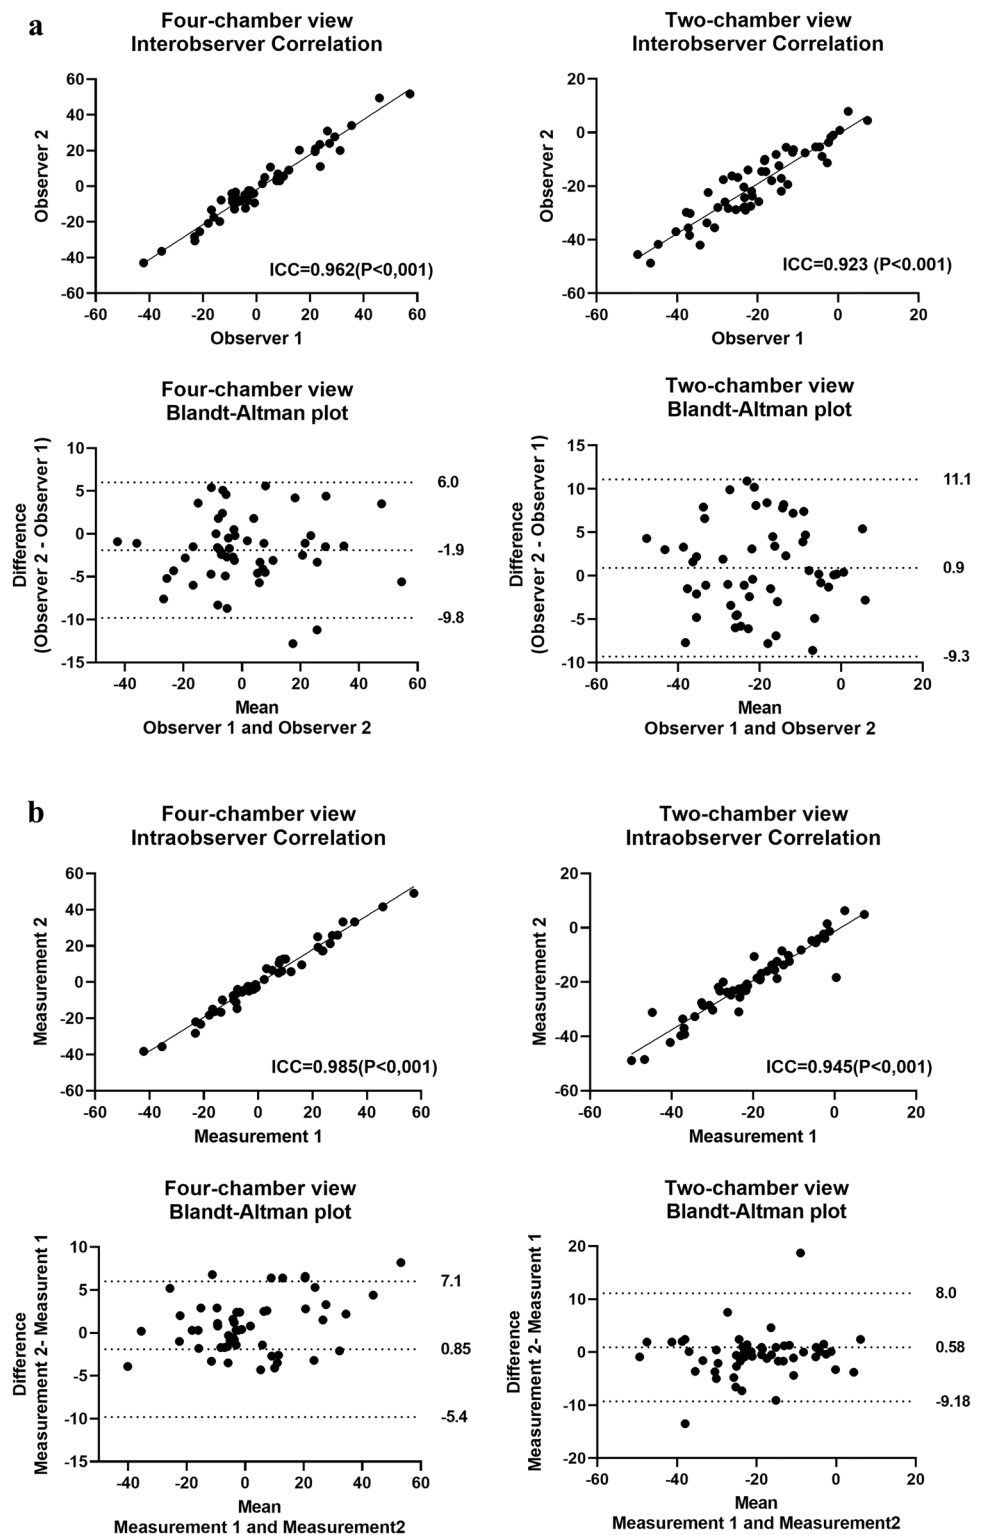 a
Four-chamber view
Interobserver Correlation
60
40
20
0
-20
-40
-60
Observer 2
ICC=0.962(P<0,001)
-60 -40 -20 0 20 40 60
Observer 1
Two-chamber view
Interobserver Correlation
20
0
-20
-40
-60
Observer 2
ICC=0.923 (P<0.001)
-60 -40 -20 0 20
Observer 1
Four-chamber view
Blandt-Altman plot
Difference
(Observer 2 - Observer 1)
10
5
0
-5
-10
-15
6.0
-1.9
-9.8
-40 -20 0 20 40 60
Mean
Observer 1 and Observer 2
Two-chamber view
Blandt-Altman plot
Difference
(Observer 2 - Observer 1)
15
10
5
0
-5
-10
11.1
0.9
-9.3
-60 -40 -20 0 20
Mean
Observer 1 and Observer 2
b
Four-chamber view
Intraobserver Correlation
60
40
20
0
-20
-40
-60
Measurement 2
ICC=0.985(P<0,001)
-60 -40 -20 0 20 40 60
Measurement 1
Two-chamber view
Intraobserver Correlation
20
0
-20
-40
-60
Measurement 2
ICC=0.945(P<0,001)
-60 -40 -20 0 20
Measurement 1
Four-chamber view
Blandt-Altman plot
Difference
Measurement 2- Measurent 1
10
5
0
-5
-10
-15
7.1
0.85
-5.4
-40 -20 0 20 40 60
Mean
Measurement 1 and Measurement2
Two-chamber view
Blandt-Altman plot
Difference
Measurement 2- Measurent 1
20
10
0
-10
-20
8.0
0.58
-9.18
-60 -40 -20 0 20
Mean
Measurement 1 and Measurement2